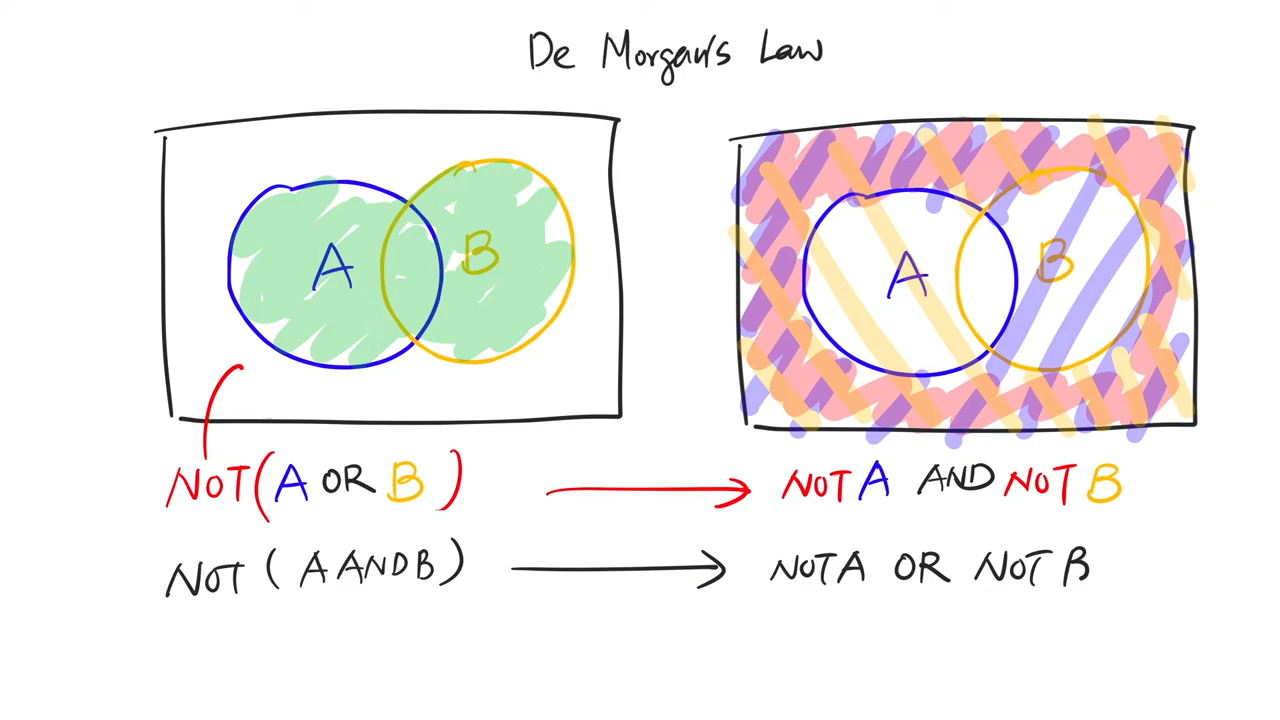 De Morgan's Law
A B
A B
NOT (A OR B) → NOT A AND NOT B
NOT (A AND B) → NOT A OR NOT B